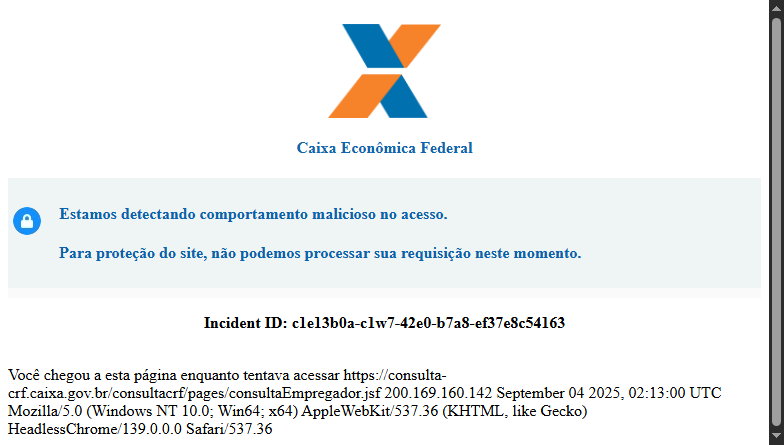 Caixa Econômica Federal
Estamos detectando comportamento malicioso no acesso.
Para proteção do site, não podemos processar sua requisição neste momento.
Incident ID: c1e13b0a-c1w7-42e0-b7a8-ef37e8c54163
Você chegou a esta página enquanto tentava acessar https://consulta-
crf.caixa.gov.br/consultacrf/pages/consultaEmpregador.jsf 200.169.160.142 September 04 2025, 02:13:00 UTC
Mozilla/5.0 (Windows NT 10.0; Win64; x64) AppleWebKit/537.36 (KHTML, like Gecko)
HeadlessChrome/139.0.0.0 Safari/537.36